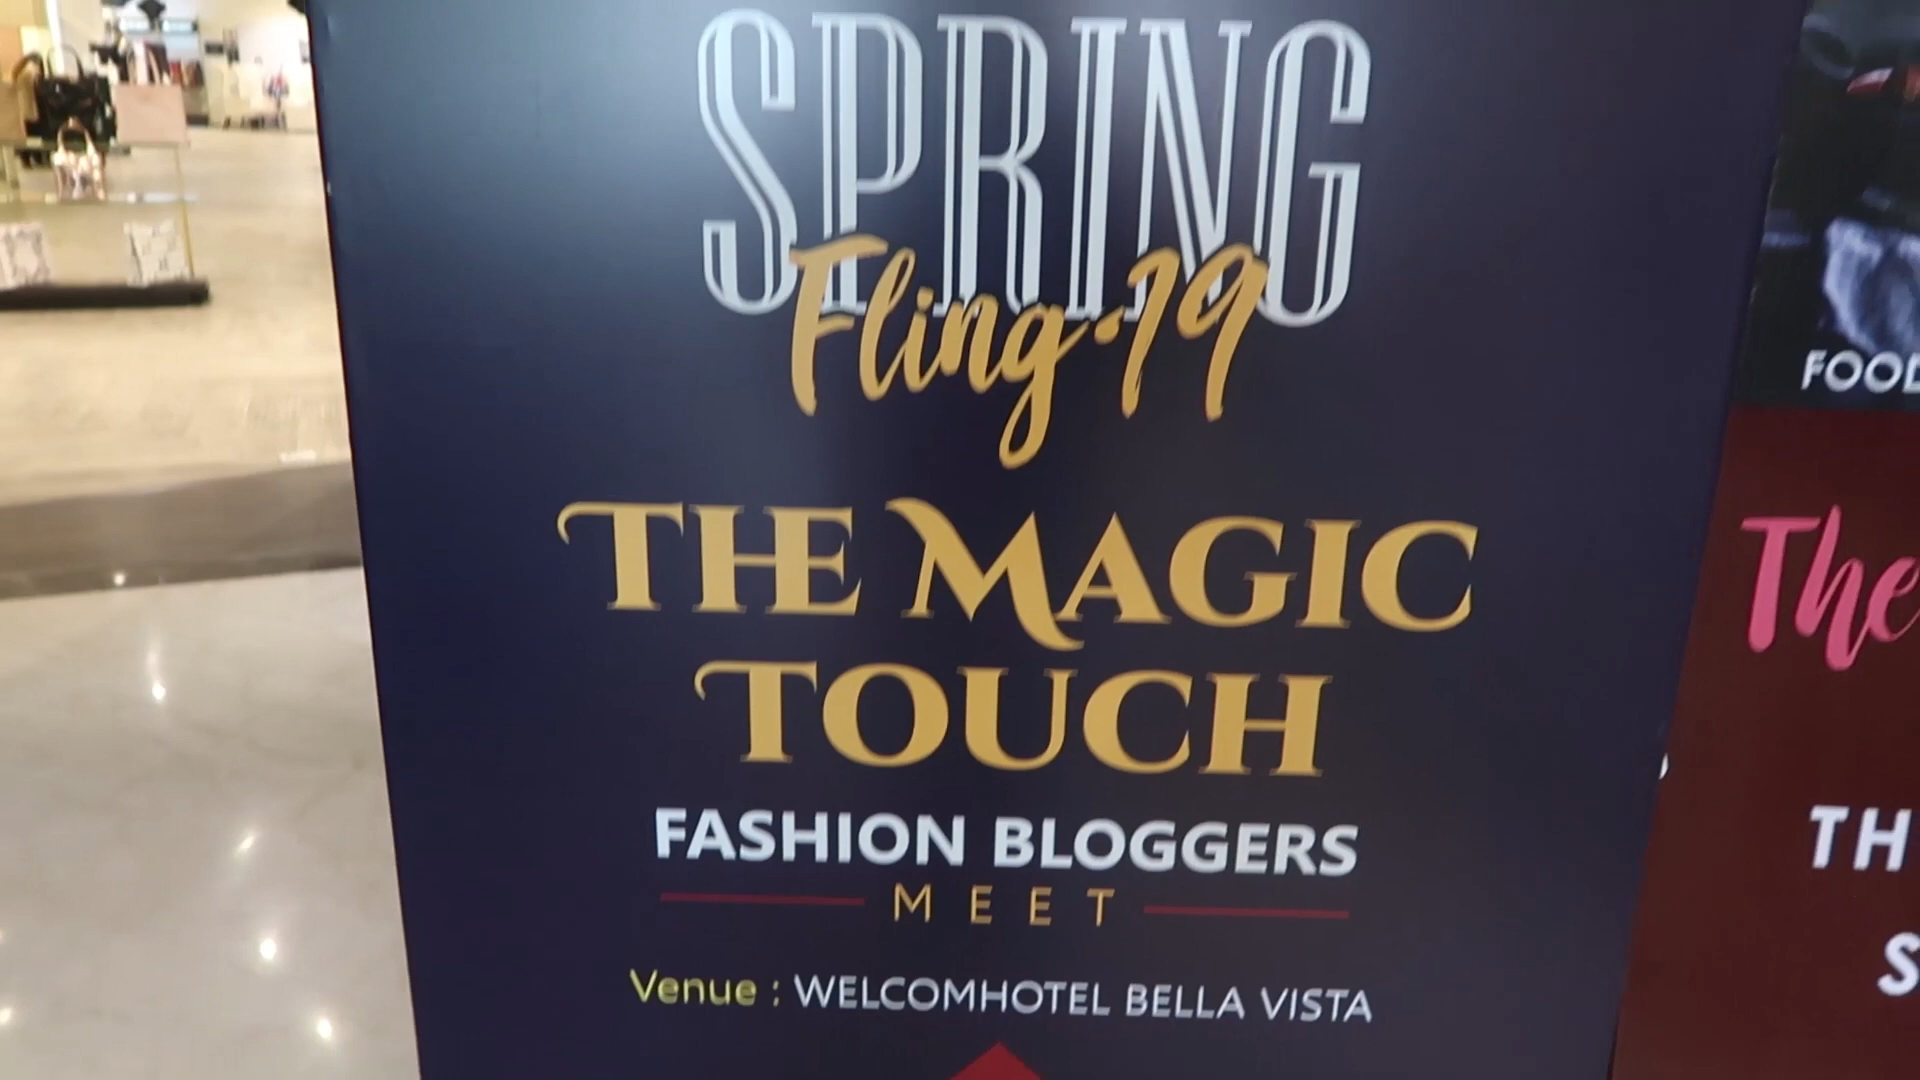 SPRING
Fling-19
THE MAGIC
TOUCH
FASHION BLOGGERS
MEET
Venue : WELCOMHOTEL BELLA VISTA
FOOD
The
TH
S